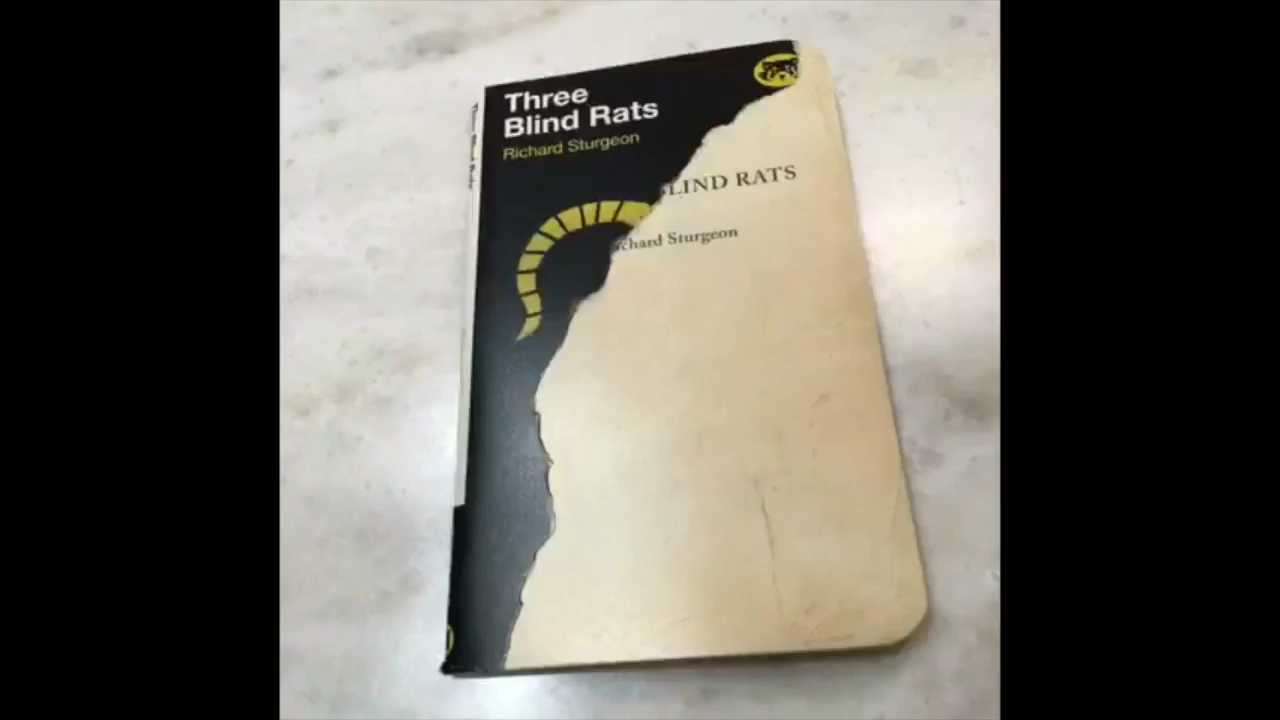 Three
Blind Rats
Richard Sturgeon
LIND RATS
chard Sturgeon